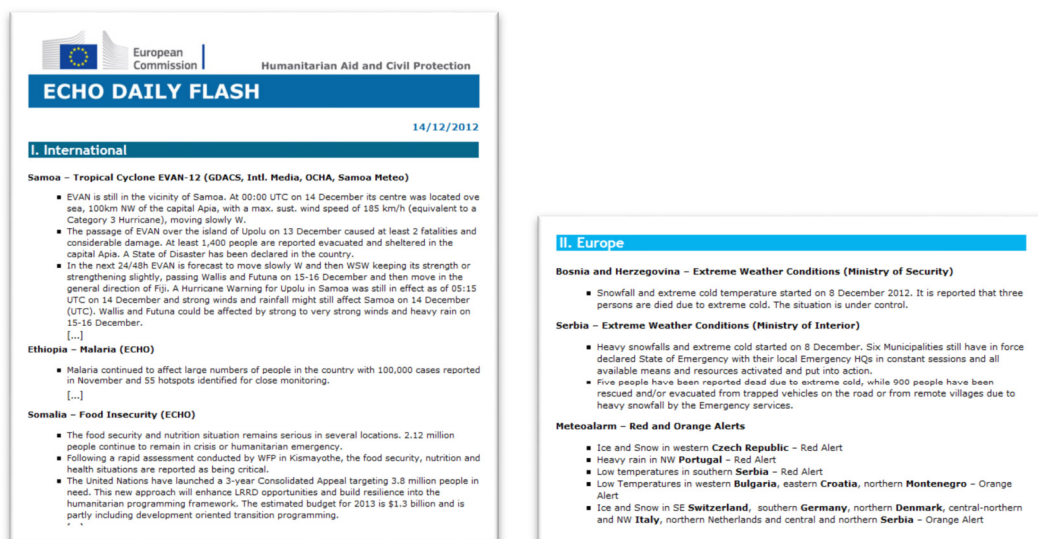 European
Commission
Humanitarian Aid and Civil Protection
ECHO DAILY FLASH
14/12/2012
I. International
Samoa – Tropical Cyclone EVAN-12 (GDACS, Intl. Media, OCHA, Samoa Meteo)
▪ EVAN is still in the vicinity of Samoa. At 00:00 UTC on 14 December its centre was located ove
sea, 100km NW of the capital Apia, with a max. sust. wind speed of 185 km/h (equivalent to a
Category 3 Hurricane), moving slowly W.
▪ The passage of EVAN over the island of Upolu on 13 December caused at least 2 fatalities and
considerable damage. At least 1,400 people are reported evacuated and sheltered in the
capital Apia. A State of Disaster has been declared in the country.
▪ In the next 24/48h EVAN is forecast to move slowly W and then WSW keeping its strength or
strengthening slightly, passing Wallis and Futuna on 15-16 December and then move in the
general direction of Fiji. A Hurricane Warning for Upolu in Samoa was still in effect as of 05:15
UTC on 14 December and strong winds and rainfall might still affect Samoa on 14 December
(UTC). Wallis and Futuna could be affected by strong to very strong winds and heavy rain on
15-16 December.
[...]
Ethiopia – Malaria (ECHO)
▪ Malaria continued to affect large numbers of people in the country with 100,000 cases reported
in November and 55 hotspots identified for close monitoring.
[...]
Somalia – Food Insecurity (ECHO)
▪ The food security and nutrition situation remains serious in several locations. 2.12 million
people continue to remain in crisis or humanitarian emergency.
▪ Following a rapid assessment conducted by WFP in Kismayothe, the food security, nutrition and
health situations are reported as being critical.
▪ The United Nations have launched a 3-year Consolidated Appeal targeting 3.8 million people in
need. This new approach will enhance LRRD opportunities and build resilience into the
humanitarian programming framework. The estimated budget for 2013 is $1.3 billion and is
partly including development oriented transition programming.
II. Europe
Bosnia and Herzegovina – Extreme Weather Conditions (Ministry of Security)
▪ Snowfall and extreme cold temperature started on 8 December 2012. It is reported that three
persons are died due to extreme cold. The situation is under control.
Serbia – Extreme Weather Conditions (Ministry of Interior)
▪ Heavy snowfalls and extreme cold started on 8 December. Six Municipalities still have in force
declared State of Emergency with their local Emergency HQs in constant sessions and all
available means and resources activated and put into action.
▪ Five people have been reported dead due to extreme cold, while 900 people have been
rescued and/or evacuated from trapped vehicles on the road or from remote villages due to
heavy snowfall by the Emergency services.
Meteoalarm – Red and Orange Alerts
▪ Ice and Snow in western Czech Republic – Red Alert
▪ Heavy rain in NW Portugal – Red Alert
▪ Low temperatures in southern Serbia – Red Alert
▪ Low Temperatures in western Bulgaria, eastern Croatia, northern Montenegro – Orange
Alert
▪ Ice and Snow in SE Switzerland, southern Germany, northern Denmark, central-northern
and NW Italy, northern Netherlands and central and northern Serbia – Orange Alert